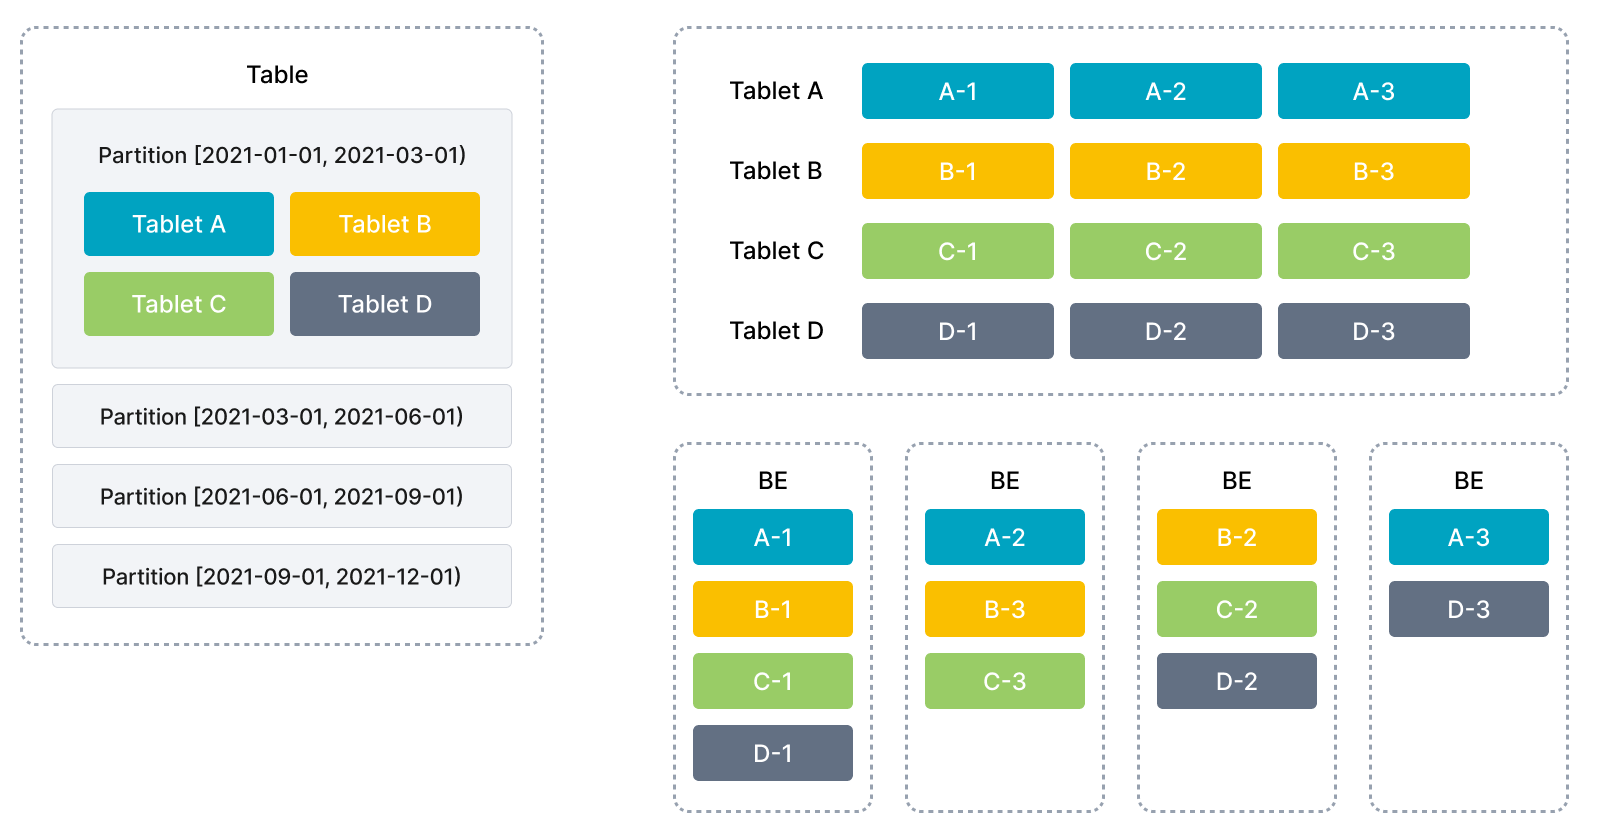 Table
Partition [2021-01-01, 2021-03-01)
Tablet A Tablet B
Tablet C Tablet D
Partition [2021-03-01, 2021-06-01)
Partition [2021-06-01, 2021-09-01)
Partition [2021-09-01, 2021-12-01)
Tablet A A-1 A-2 A-3
Tablet B B-1 B-2 B-3
Tablet C C-1 C-2 C-3
Tablet D D-1 D-2 D-3
BE
A-1
B-1
C-1
D-1
BE
A-2
B-3
C-3
BE
B-2
C-2
D-2
BE
A-3
D-3